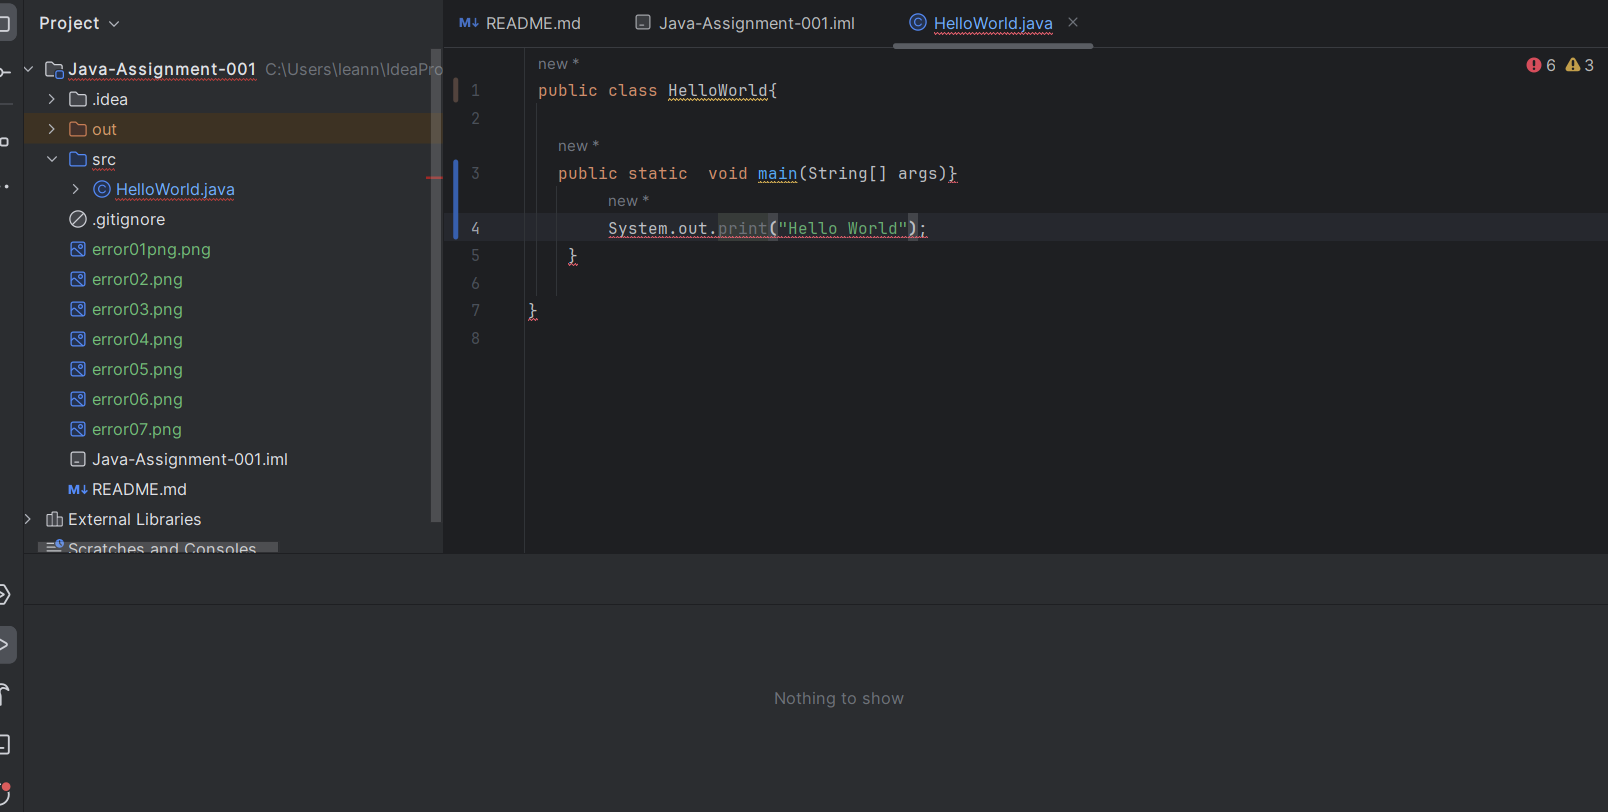 Project
README.md
Java-Assignment-001.iml
HelloWorld.java
Java-Assignment-001 C:\Users\leann\IdeaPro
.idea
out
src
HelloWorld.java
.gitignore
error01png.png
error02.png
error03.png
error04.png
error05.png
error06.png
error07.png
Java-Assignment-001.iml
M↓ README.md
External Libraries
Scratches and Consoles
6 3
new *
1 public class HelloWorld{
2
new *
3 public static  void main(String[] args)}
new *
4 System.out.print("Hello World");
5 }
6
7 }
8
Nothing to show